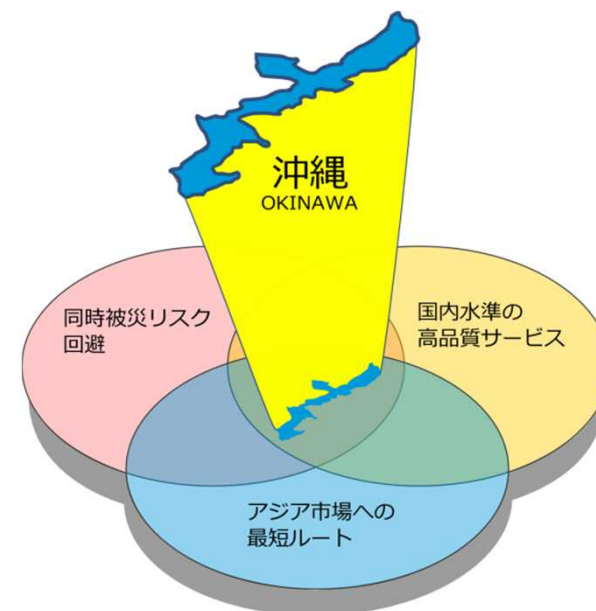 沖縄
OKINAWA
同時被災リスク
回避
国内水準の
高品質サービス
アジア市場への
最短ルート